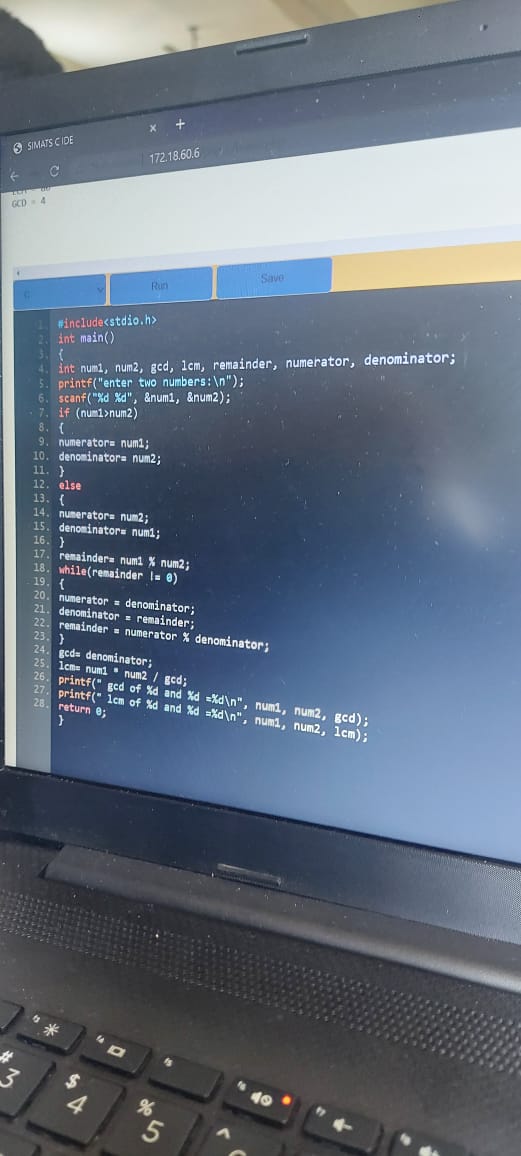 SIMATS C IDE
172.18.60.6
GCD = 4
Run
Save
1. #include<stdio.h>
2. int main()
3. {
4. int num1, num2, gcd, lcm, remainder, numerator, denominator;
5. printf("enter two numbers:\n");
6. scanf("%d %d", &num1, &num2);
7. if (num1>num2)
8. {
9. numerator= num1;
10. denominator= num2;
11. }
12. else
13. {
14. numerator= num2;
15. denominator= num1;
16. }
17. remainder= num1 % num2;
18. while(remainder != 0)
19. {
20. numerator = denominator;
21. denominator = remainder;
22. remainder = numerator % denominator;
23. }
24. gcd= denominator;
25. lcm= num1 * num2 / gcd;
26. printf(" gcd of %d and %d =%d\n", num1, num2, gcd);
27. printf(" lcm of %d and %d =%d\n", num1, num2, lcm);
28. return 0;
}
* 
# 3
$ 4
% 5
^